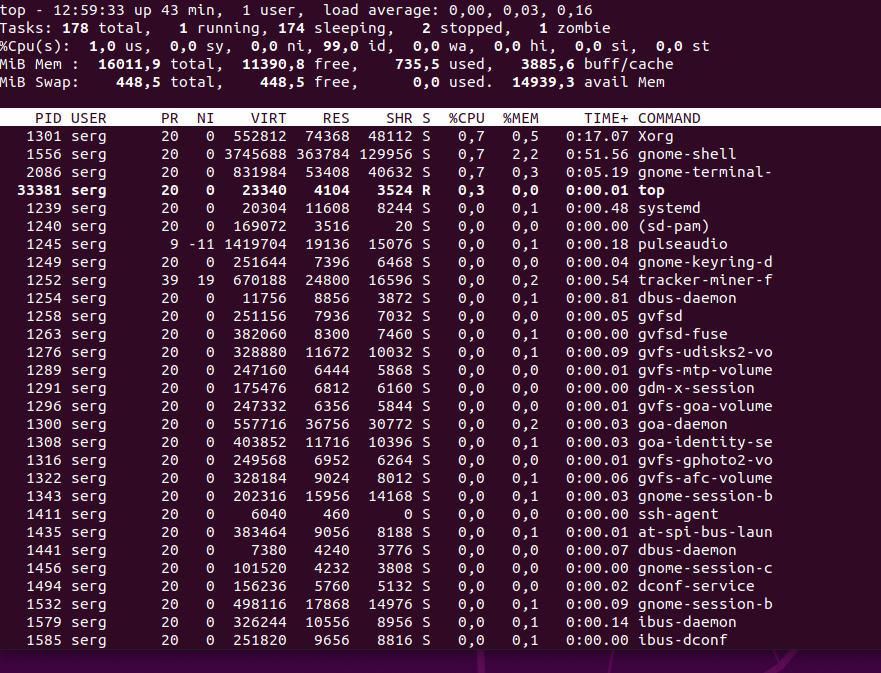 top - 12:59:33 up 43 min,  1 user,  load average: 0,00, 0,03, 0,16
Tasks: 178 total,   1 running, 174 sleeping,   2 stopped,   1 zombie
%Cpu(s):  1,0 us,  0,0 sy,  0,0 ni, 99,0 id,  0,0 wa,  0,0 hi,  0,0 si,  0,0 st
MiB Mem :  16011,9 total,  11390,8 free,    735,5 used,   3885,6 buff/cache
MiB Swap:    448,5 total,    448,5 free,      0,0 used.  14939,3 avail Mem
PID USER      PR  NI    VIRT    RES    SHR S  %CPU  %MEM     TIME+ COMMAND
1301 serg      20   0  552812  74368  48112 S   0,7   0,5   0:17.07 Xorg
1556 serg      20   0 3745688 363784 129956 S   0,7   2,2   0:51.56 gnome-shell
2086 serg      20   0  831984  53408  40632 S   0,7   0,3   0:05.19 gnome-terminal-
33381 serg      20   0   23340   4104   3524 R   0,3   0,0   0:00.01 top
1239 serg      20   0   20304  11608   8244 S   0,0   0,1   0:00.48 systemd
1240 serg      20   0  169072   3516     20 S   0,0   0,0   0:00.00 (sd-pam)
1245 serg       9 -11 1419704  19136  15076 S   0,0   0,1   0:00.18 pulseaudio
1249 serg      20   0  251644   7396   6468 S   0,0   0,0   0:00.04 gnome-keyring-d
1252 serg      39  19  670188  24800  16596 S   0,0   0,2   0:00.54 tracker-miner-f
1254 serg      20   0   11756   8856   3872 S   0,0   0,1   0:00.81 dbus-daemon
1258 serg      20   0  251156   7936   7032 S   0,0   0,0   0:00.05 gvfsd
1263 serg      20   0  382060   8300   7460 S   0,0   0,1   0:00.00 gvfsd-fuse
1276 serg      20   0  328880  11672  10032 S   0,0   0,1   0:00.09 gvfs-udisks2-vo
1289 serg      20   0  247160   6444   5868 S   0,0   0,0   0:00.01 gvfs-mtp-volume
1291 serg      20   0  175476   6812   6160 S   0,0   0,0   0:00.00 gdm-x-session
1296 serg      20   0  247332   6356   5844 S   0,0   0,0   0:00.01 gvfs-goa-volume
1300 serg      20   0  557716  36756  30772 S   0,0   0,2   0:00.03 goa-daemon
1308 serg      20   0  403852  11716  10396 S   0,0   0,1   0:00.03 goa-identity-se
1316 serg      20   0  249568   6952   6264 S   0,0   0,0   0:00.01 gvfs-gphoto2-vo
1322 serg      20   0  328184   9024   8012 S   0,0   0,1   0:00.06 gvfs-afc-volume
1343 serg      20   0  202316  15956  14168 S   0,0   0,1   0:00.03 gnome-session-b
1411 serg      20   0    6040    460      0 S   0,0   0,0   0:00.00 ssh-agent
1435 serg      20   0  383464   9056   8188 S   0,0   0,1   0:00.01 at-spi-bus-laun
1441 serg      20   0    7380   4240   3776 S   0,0   0,0   0:00.07 dbus-daemon
1456 serg      20   0  101520   4232   3808 S   0,0   0,0   0:00.00 gnome-session-c
1494 serg      20   0  156236   5760   5132 S   0,0   0,0   0:00.02 dconf-service
1532 serg      20   0  498116  17868  14976 S   0,0   0,1   0:00.09 gnome-session-b
1579 serg      20   0  326244  10556   8956 S   0,0   0,1   0:00.14 ibus-daemon
1585 serg      20   0  251820   9656   8816 S   0,0   0,1   0:00.00 ibus-dconf